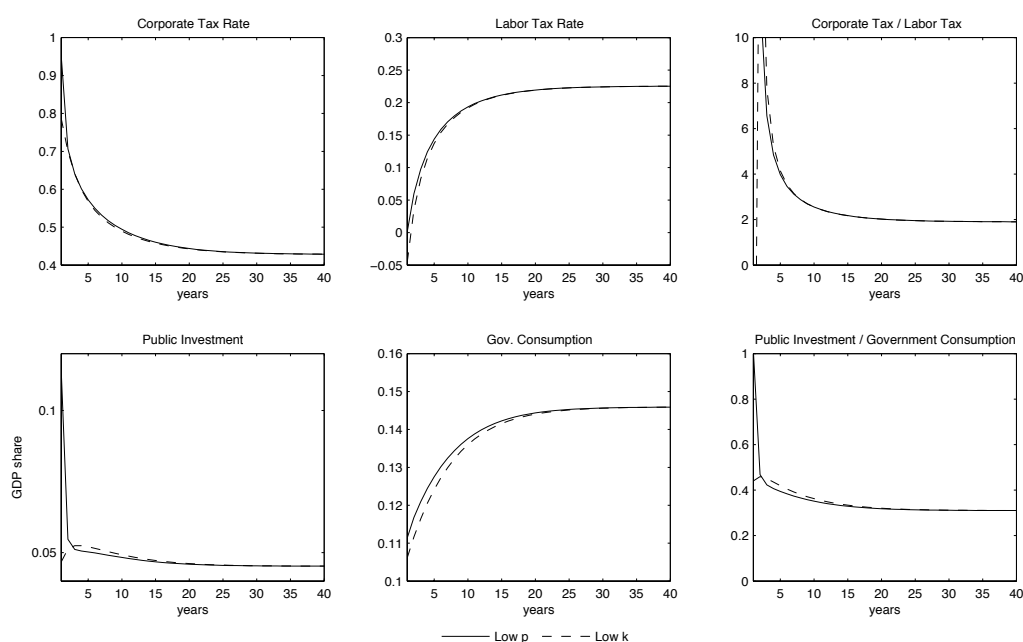 Corporate Tax Rate
1
0.9
0.8
0.7
0.6
0.5
0.4
5 10 15 20 25 30 35 40
years
Labor Tax Rate
0.3
0.25
0.2
0.15
0.1
0.05
0
−0.05
5 10 15 20 25 30 35 40
years
Corporate Tax / Labor Tax
10
8
6
4
2
0
5 10 15 20 25 30 35 40
years
Public Investment
GDP share
0.1
0.05
5 10 15 20 25 30 35 40
years
Gov. Consumption
0.16
0.15
0.14
0.13
0.12
0.11
0.1
5 10 15 20 25 30 35 40
years
Public Investment / Government Consumption
1
0.8
0.6
0.4
0.2
0
5 10 15 20 25 30 35 40
years
Low p Low k